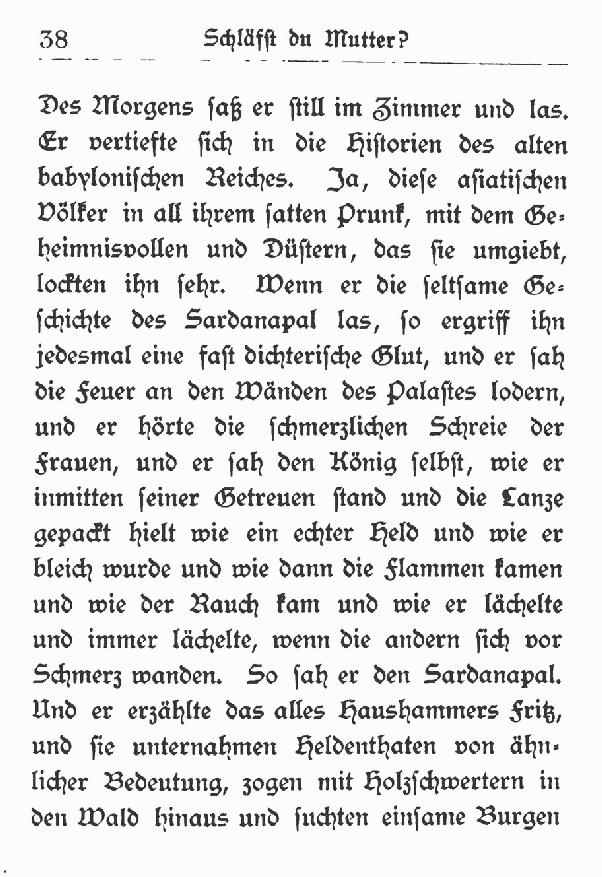 38 Schläfst du Mutter?
Des Morgens saß er still im Zimmer und las.
Er vertiefte sich in die Historien des alten
babylonischen Reiches. Ja, diese asiatischen
Völker in all ihrem satten Prunk, mit dem Ge-
heimnisvollen und Düstern, das sie umgiebt,
lockten ihn sehr. Wenn er die seltsame Ge-
schichte des Sardanapal las, so ergriff ihn
jedesmal eine fast dichterische Glut, und er sah
die Feuer an den Wänden des Palastes lodern,
und er hörte die schmerzlichen Schreie der
Frauen, und er sah den König selbst, wie er
inmitten seiner Getreuen stand und die Lanze
gepackt hielt wie ein echter Held und wie er
bleich wurde und wie dann die Flammen kamen
und wie der Rauch kam und wie er lächelte
und immer lächelte, wenn die andern sich vor
Schmerz wanden. So sah er den Sardanapal.
Und er erzählte das alles Haushammers Fritz,
und sie unternahmen Heldenthaten von ähn-
licher Bedeutung, zogen mit Holzschwertern in
den Wald hinaus und suchten einsame Burgen